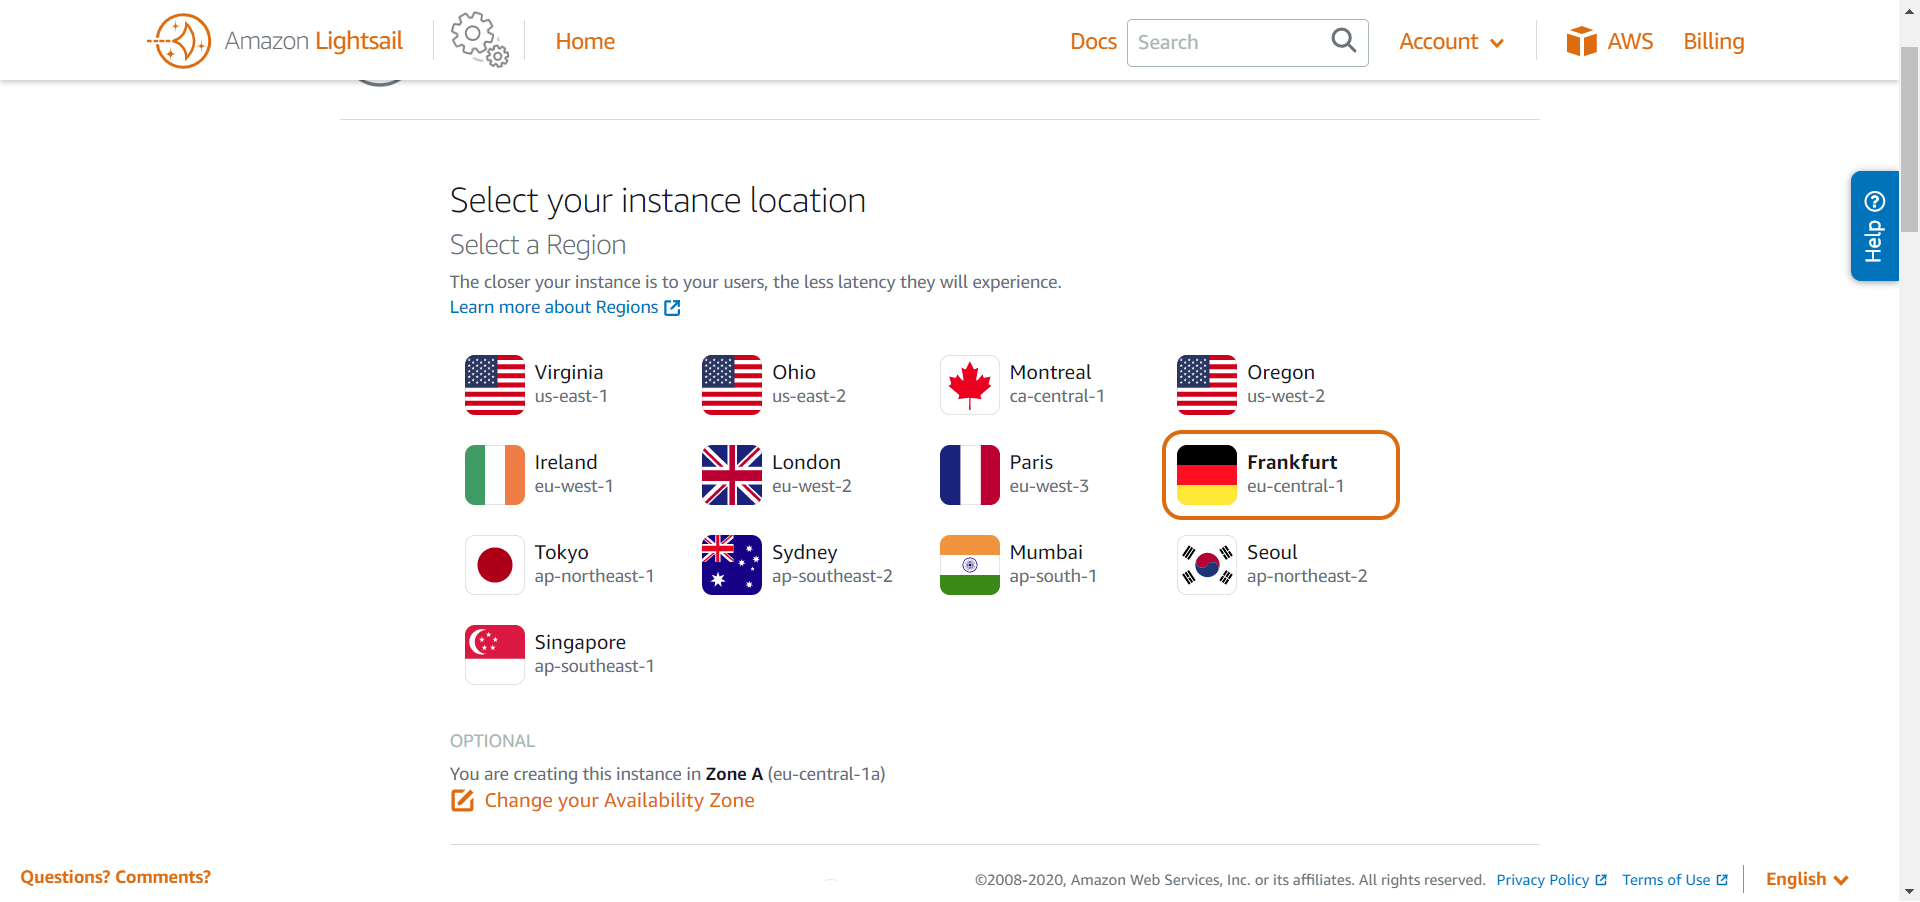 Amazon Lightsail
Home
Docs
Search
Account
AWS
Billing
Help
Select your instance location
Select a Region
The closer your instance is to your users, the less latency they will experience.
Learn more about Regions
Virginia
us-east-1
Ohio
us-east-2
Montreal
ca-central-1
Oregon
us-west-2
Ireland
eu-west-1
London
eu-west-2
Paris
eu-west-3
Frankfurt
eu-central-1
Tokyo
ap-northeast-1
Sydney
ap-southeast-2
Mumbai
ap-south-1
Seoul
ap-northeast-2
Singapore
ap-southeast-1
OPTIONAL
You are creating this instance in Zone A (eu-central-1a)
Change your Availability Zone
Questions? Comments?
©2008-2020, Amazon Web Services, Inc. or its affiliates. All rights reserved.
Privacy Policy
Terms of Use
English